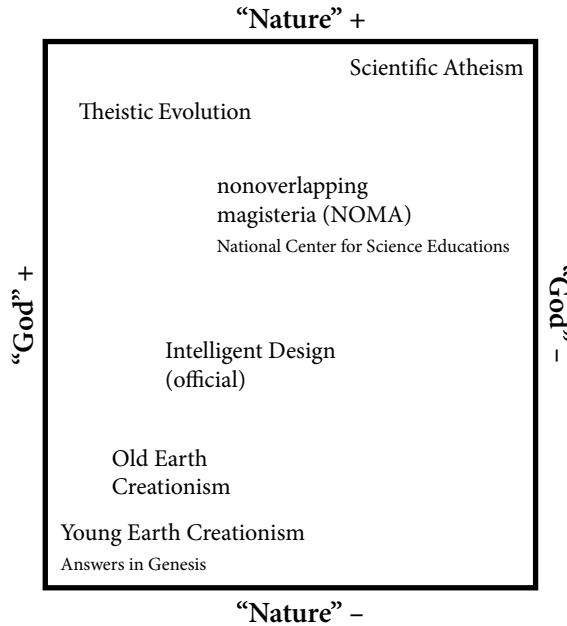 “Nature” +
Scientific Atheism
Theistic Evolution
nonoverlapping
magisteria (NOMA)
National Center for Science Educations
“God” +
“God” –
Intelligent Design
(official)
Old Earth
Creationism
Young Earth Creationism
Answers in Genesis
“Nature” –